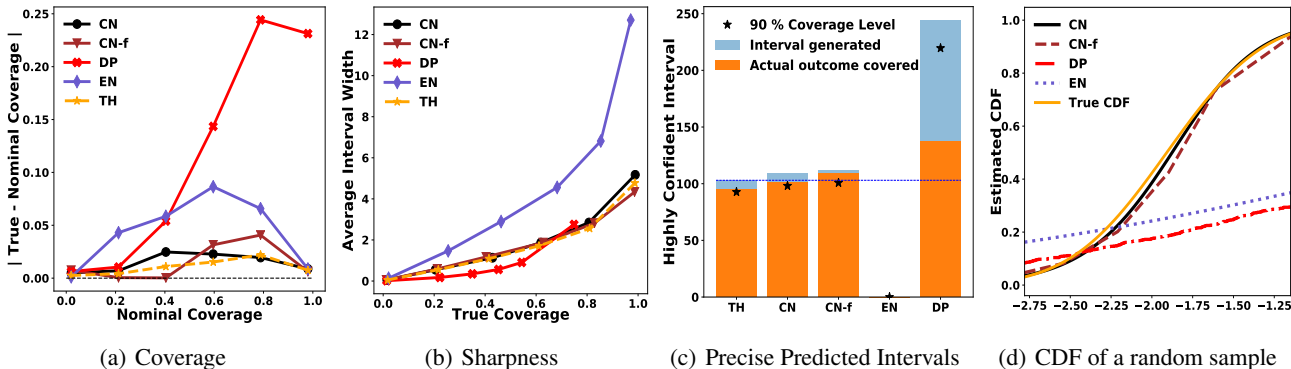 | True - Nominal Coverage |
0.25
0.20
0.15
0.10
0.05
0.00
CN
CN-f
DP
EN
TH
0.0 0.2 0.4 0.6 0.8 1.0
Nominal Coverage
(a) Coverage
Average Interval Width
12
10
8
6
4
2
0
CN
CN-f
DP
EN
TH
0.0 0.2 0.4 0.6 0.8 1.0
True Coverage
(b) Sharpness
Highly Confident Interval
250
200
150
100
50
0
90 % Coverage Level
Interval generated
Actual outcome covered
TH CN CN-f EN DP
(c) Precise Predicted Intervals
Estimated CDF
1.0
0.8
0.6
0.4
0.2
0.0
CN
CN-f
DP
EN
True CDF
−2.75 −2.50 −2.25 −2.00 −1.75 −1.50 −1.25
(d) CDF of a random sample